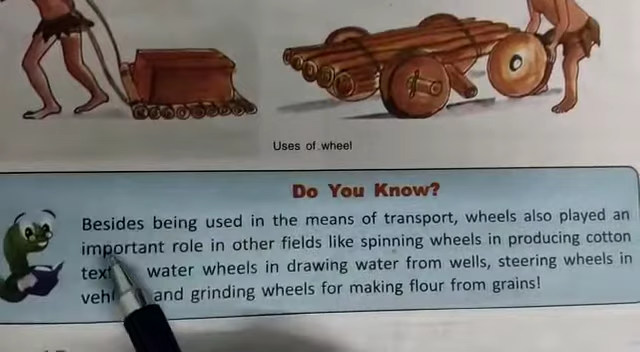 Uses of wheel
Do You Know?
Besides being used in the means of transport, wheels also played an
important role in other fields like spinning wheels in producing cotton
water wheels in drawing water from wells, steering wheels in
and grinding wheels for making flour from grains!